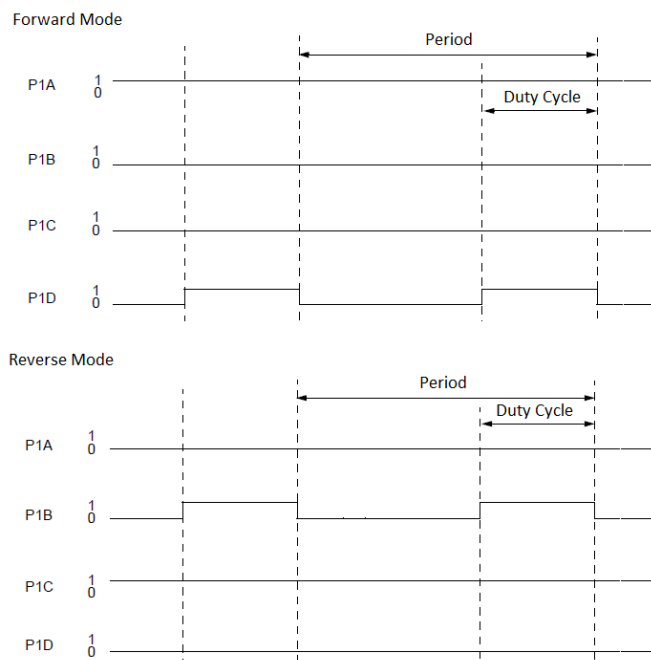 Forward Mode
Period
P1A 1
0
Duty Cycle
P1B 1
0
P1C 1
0
P1D 1
0
Reverse Mode
Period
Duty Cycle
P1A 1
0
P1B 1
0
P1C 1
0
P1D 1
0